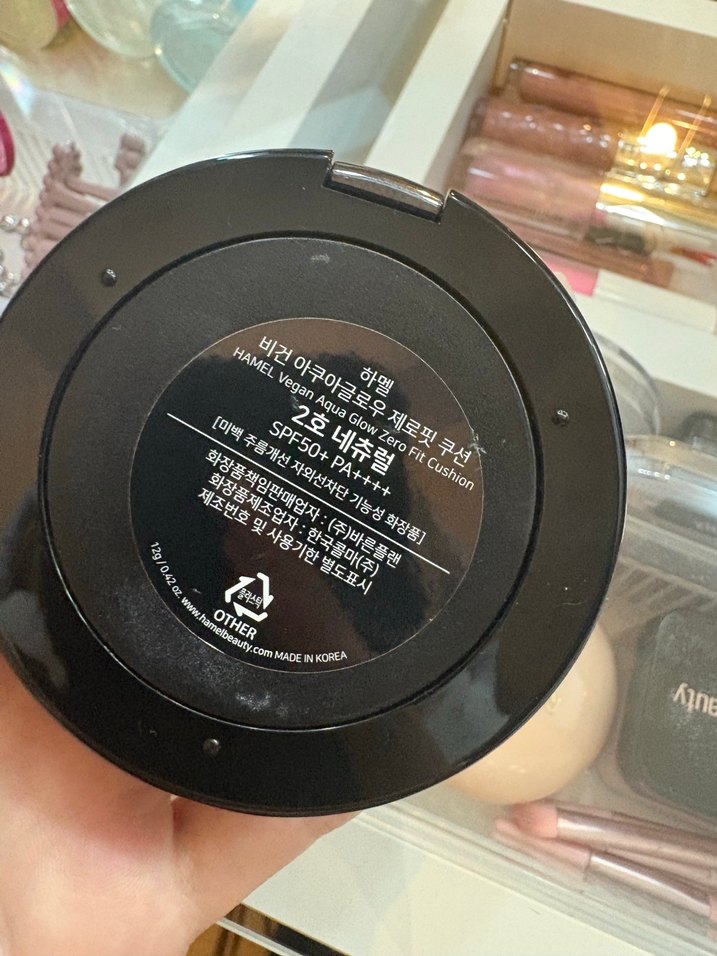 하멜
비건 아쿠아글로우 제로핏 쿠션
HAMEL Vegan Aqua Glow Zero Fit Cushion
2호 네츄럴
SPF50+ PA++++
[미백 주름개선 자외선차단 기능성 화장품]
화장품책임판매업자 : (주)바른플랜
화장품제조업자 : 한국콜마(주)
제조번호 및 사용기한 별도표시
플라스틱
OTHER
12g / 0.42 oz. www.hamelbeauty.com MADE IN KOREA
eauty